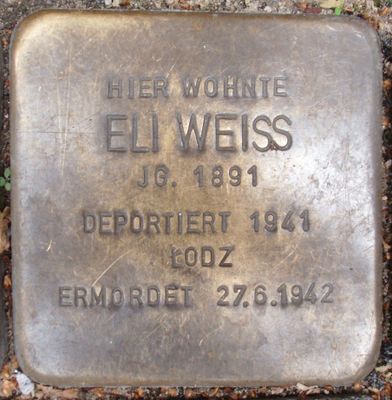 HIER WOHNTE
ELI WEISS
JG. 1891
DEPORTIERT 1941
ŁODZ
ERMORDET 27.6.1942